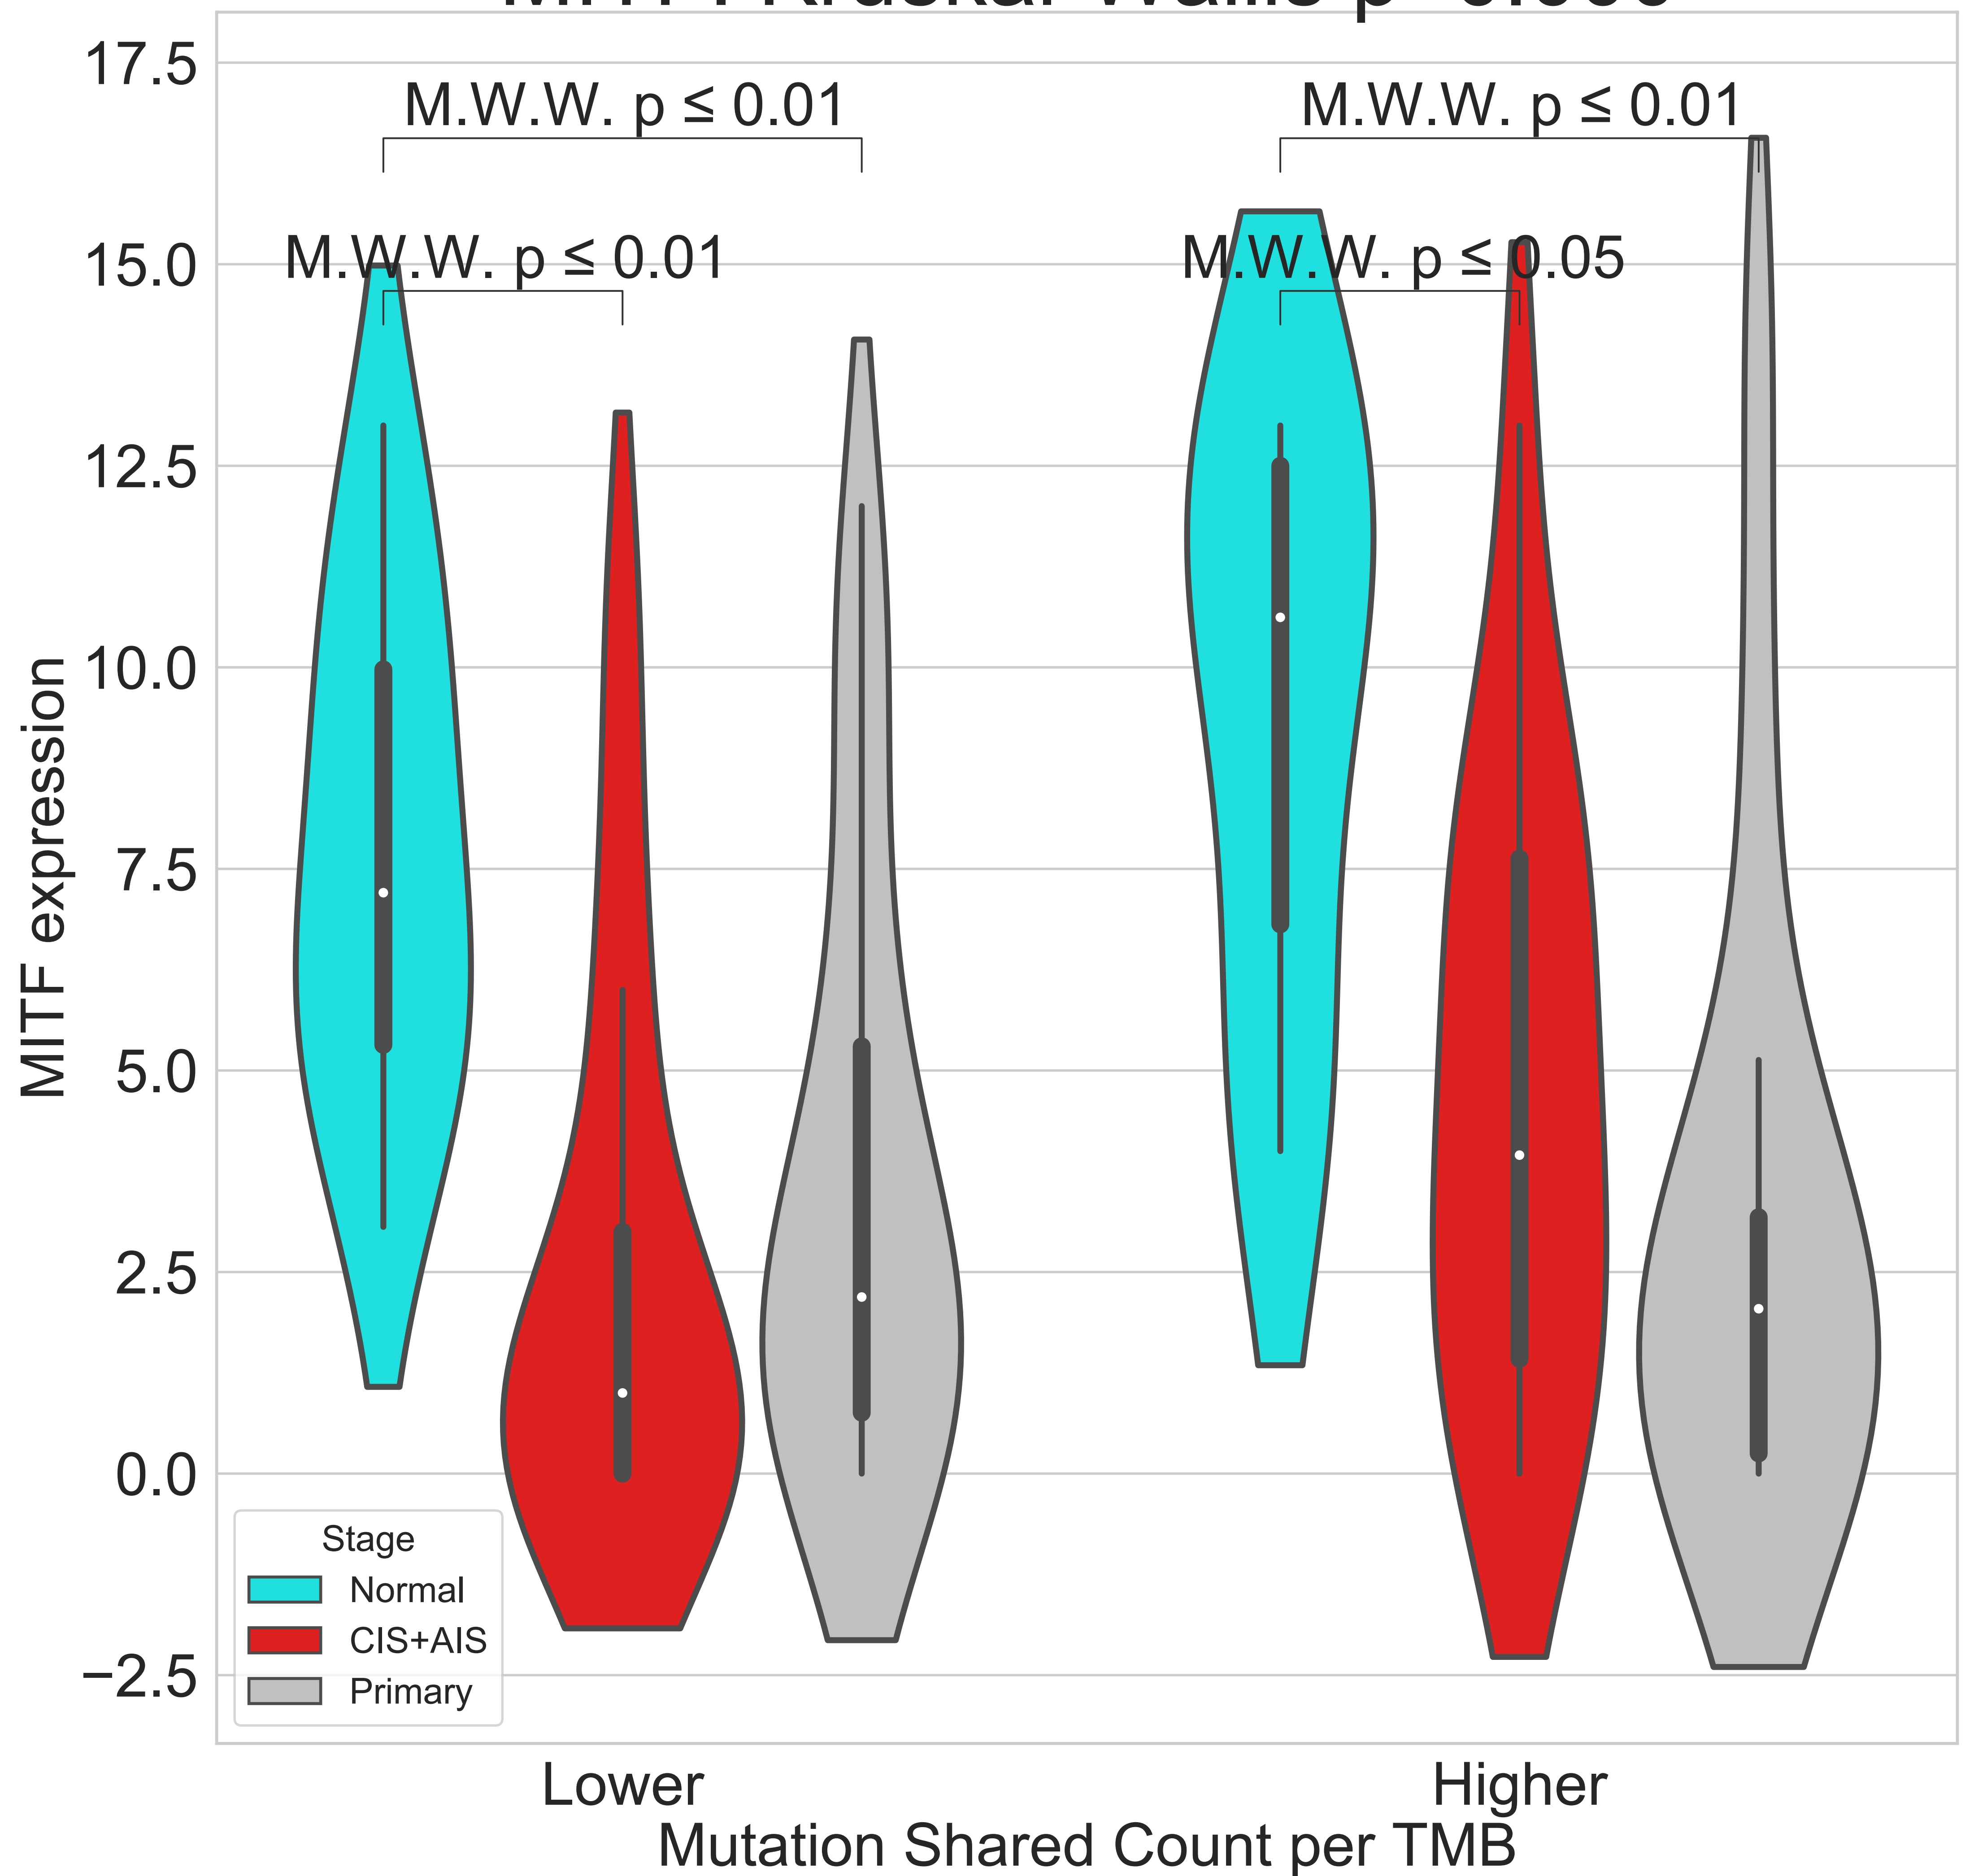 17.5
M.W.W. p ≤ 0.01
M.W.W. p ≤ 0.01
15.0
M.W.W. p ≤ 0.01
M.W.W. p ≤ 0.05
12.5
10.0
7.5
5.0
2.5
0.0
−2.5
MITF expression
Stage
Normal
CIS+AIS
Primary
Lower
Higher
Mutation Shared Count per TMB